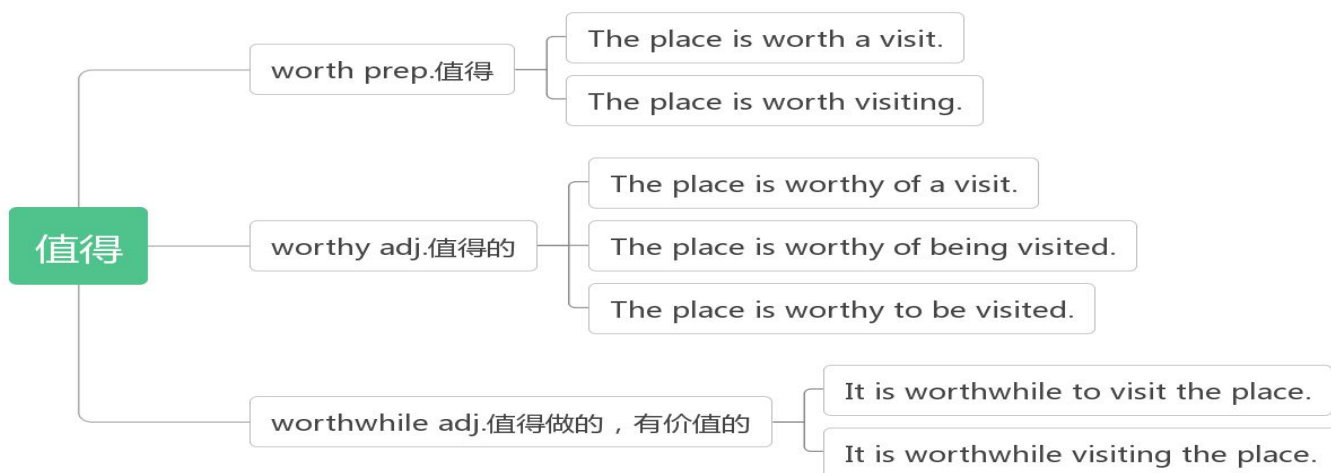 值得
worth prep.值得
The place is worth a visit.
The place is worth visiting.
worthy adj.值得的
The place is worthy of a visit.
The place is worthy of being visited.
The place is worthy to be visited.
worthwhile adj.值得做的，有价值的
It is worthwhile to visit the place.
It is worthwhile visiting the place.